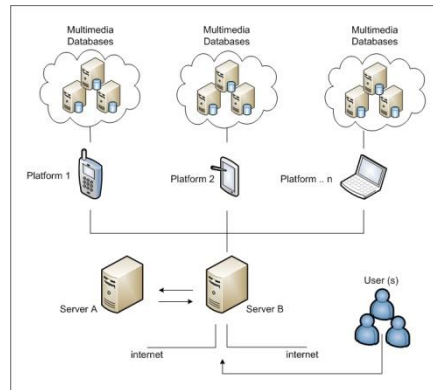 Multimedia
Databases
Multimedia
Databases
Multimedia
Databases
Platform 1
Platform 2
Platform .. n
Server A
Server B
User (s)
internet
internet